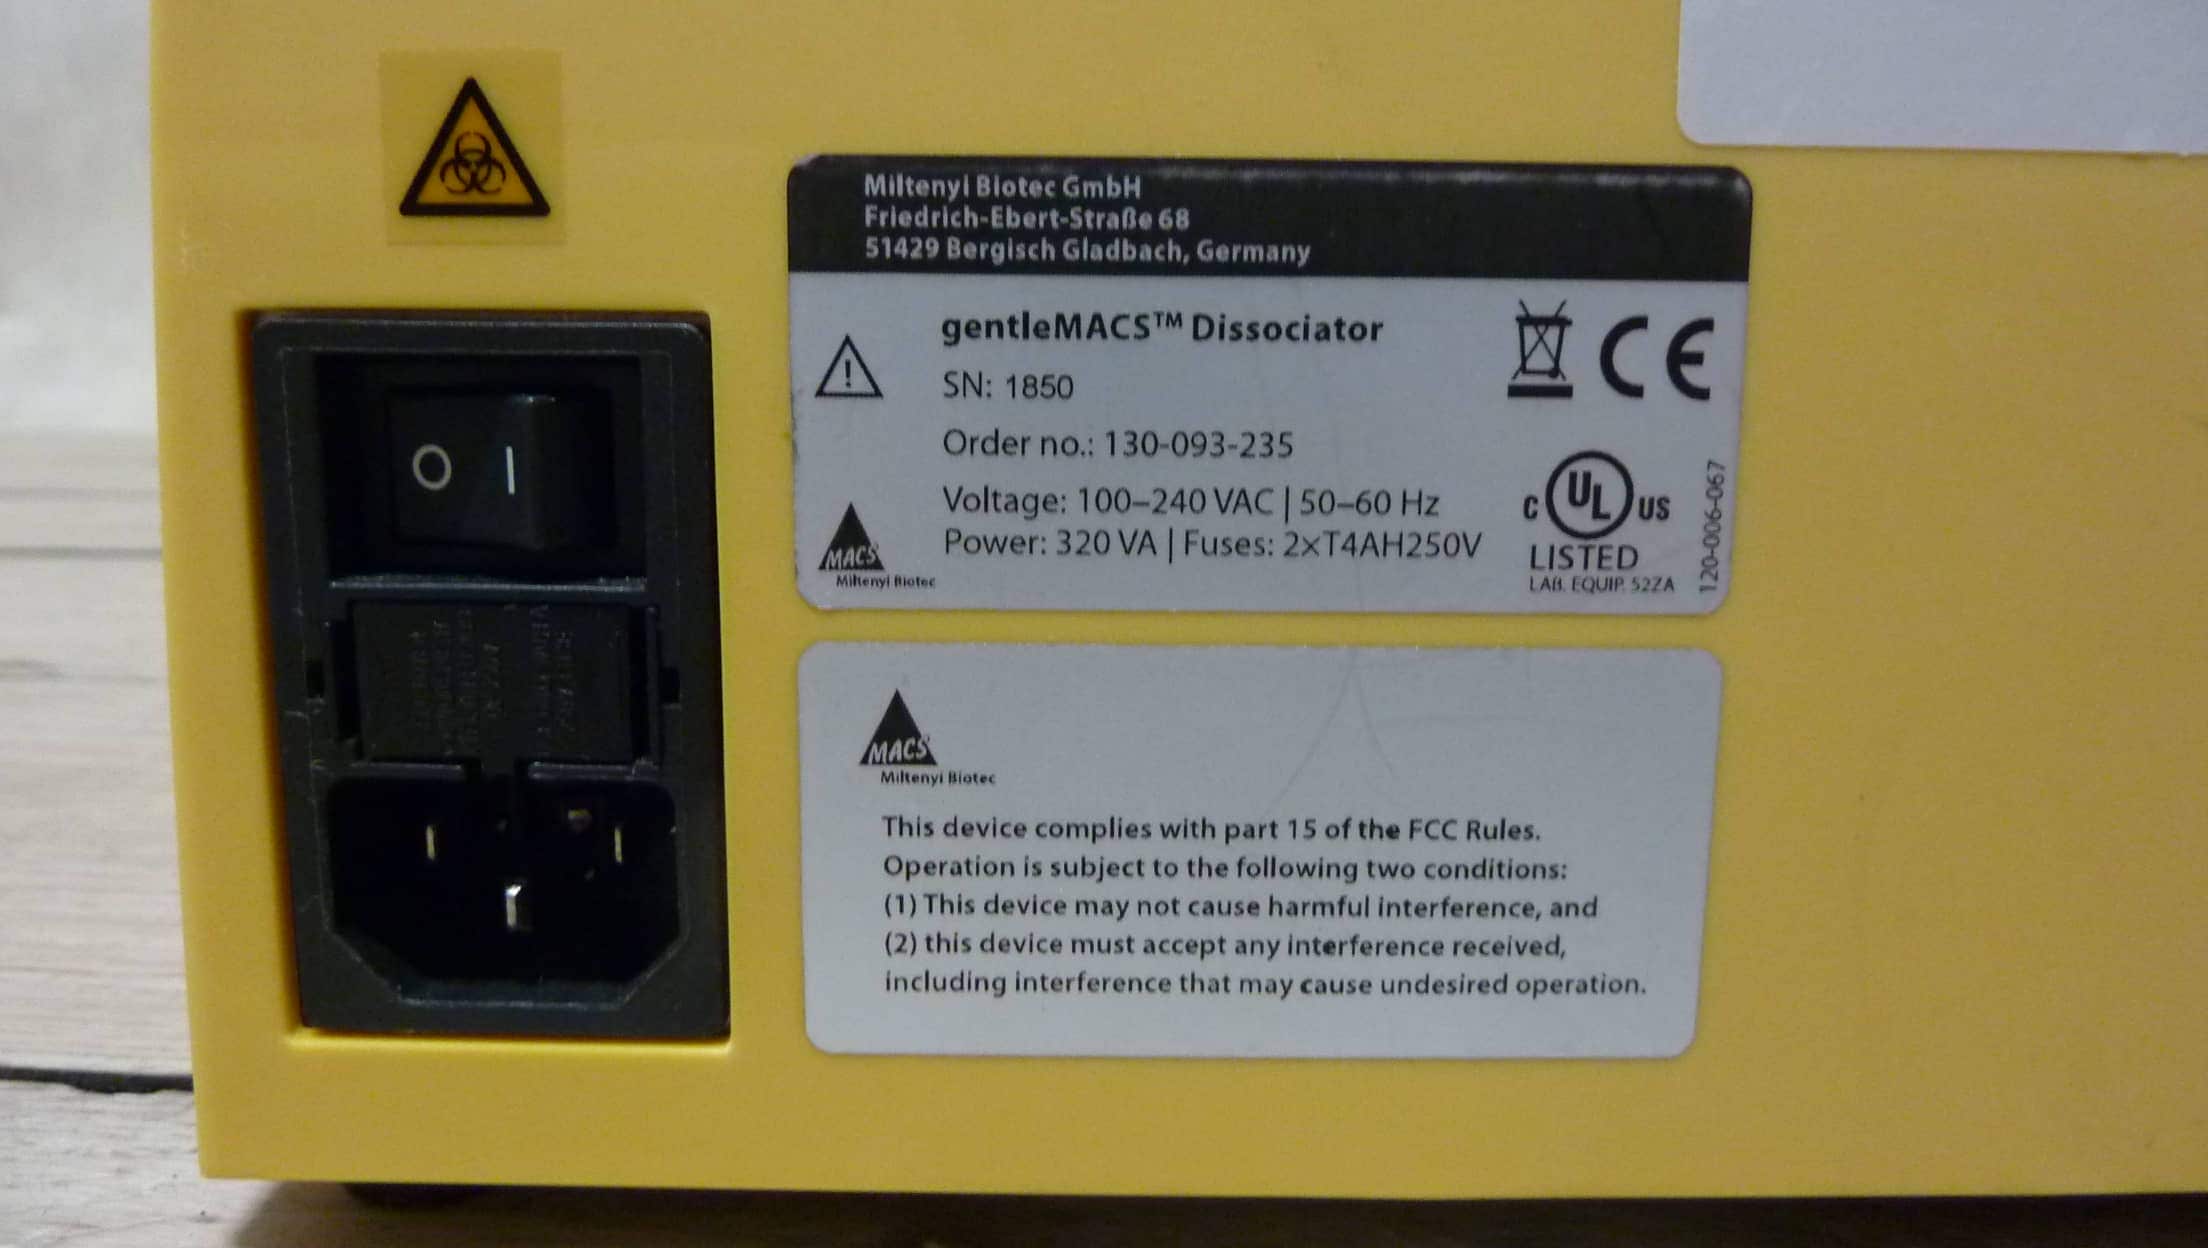 Miltenyi Biotec GmbH
Friedrich-Ebert-Straße 68
51429 Bergisch Gladbach, Germany
gentleMACS™ Dissociator
SN: 1850
Order no.: 130-093-235
Voltage: 100–240 VAC | 50–60 Hz
Power: 320 VA | Fuses: 2xT4AH250V
MACS
Miltenyi Biotec
CE
C UL US
LISTED
LAB. EQUIP. 52ZA
120-006-067
O I
MACS
Miltenyi Biotec
This device complies with part 15 of the FCC Rules.
Operation is subject to the following two conditions:
(1) This device may not cause harmful interference, and
(2) this device must accept any interference received,
including interference that may cause undesired operation.